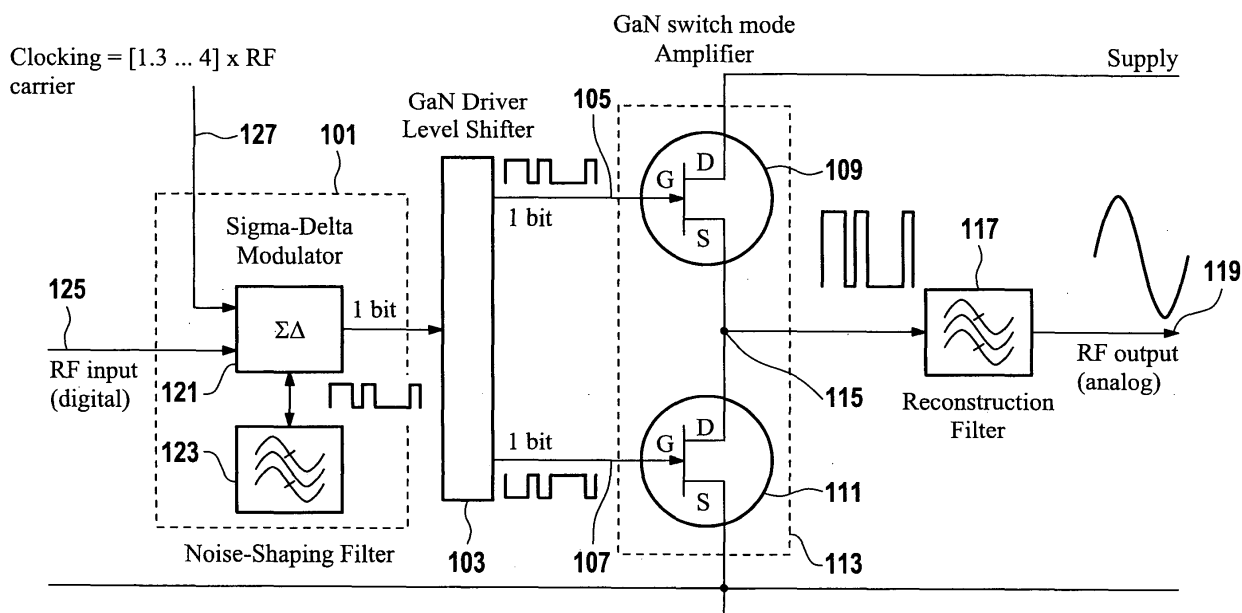 GaN switch mode
Amplifier
Clocking = [1.3 ... 4] x RF
carrier
Supply
GaN Driver
Level Shifter
105
127
101
D
G
109
1 bit
S
Sigma-Delta
Modulator
117
119
125
1 bit
ΣΔ
RF input
(digital)
121
RF output
(analog)
115
Reconstruction
Filter
123
1 bit
D
G
111
S
Noise-Shaping Filter
103
107
113